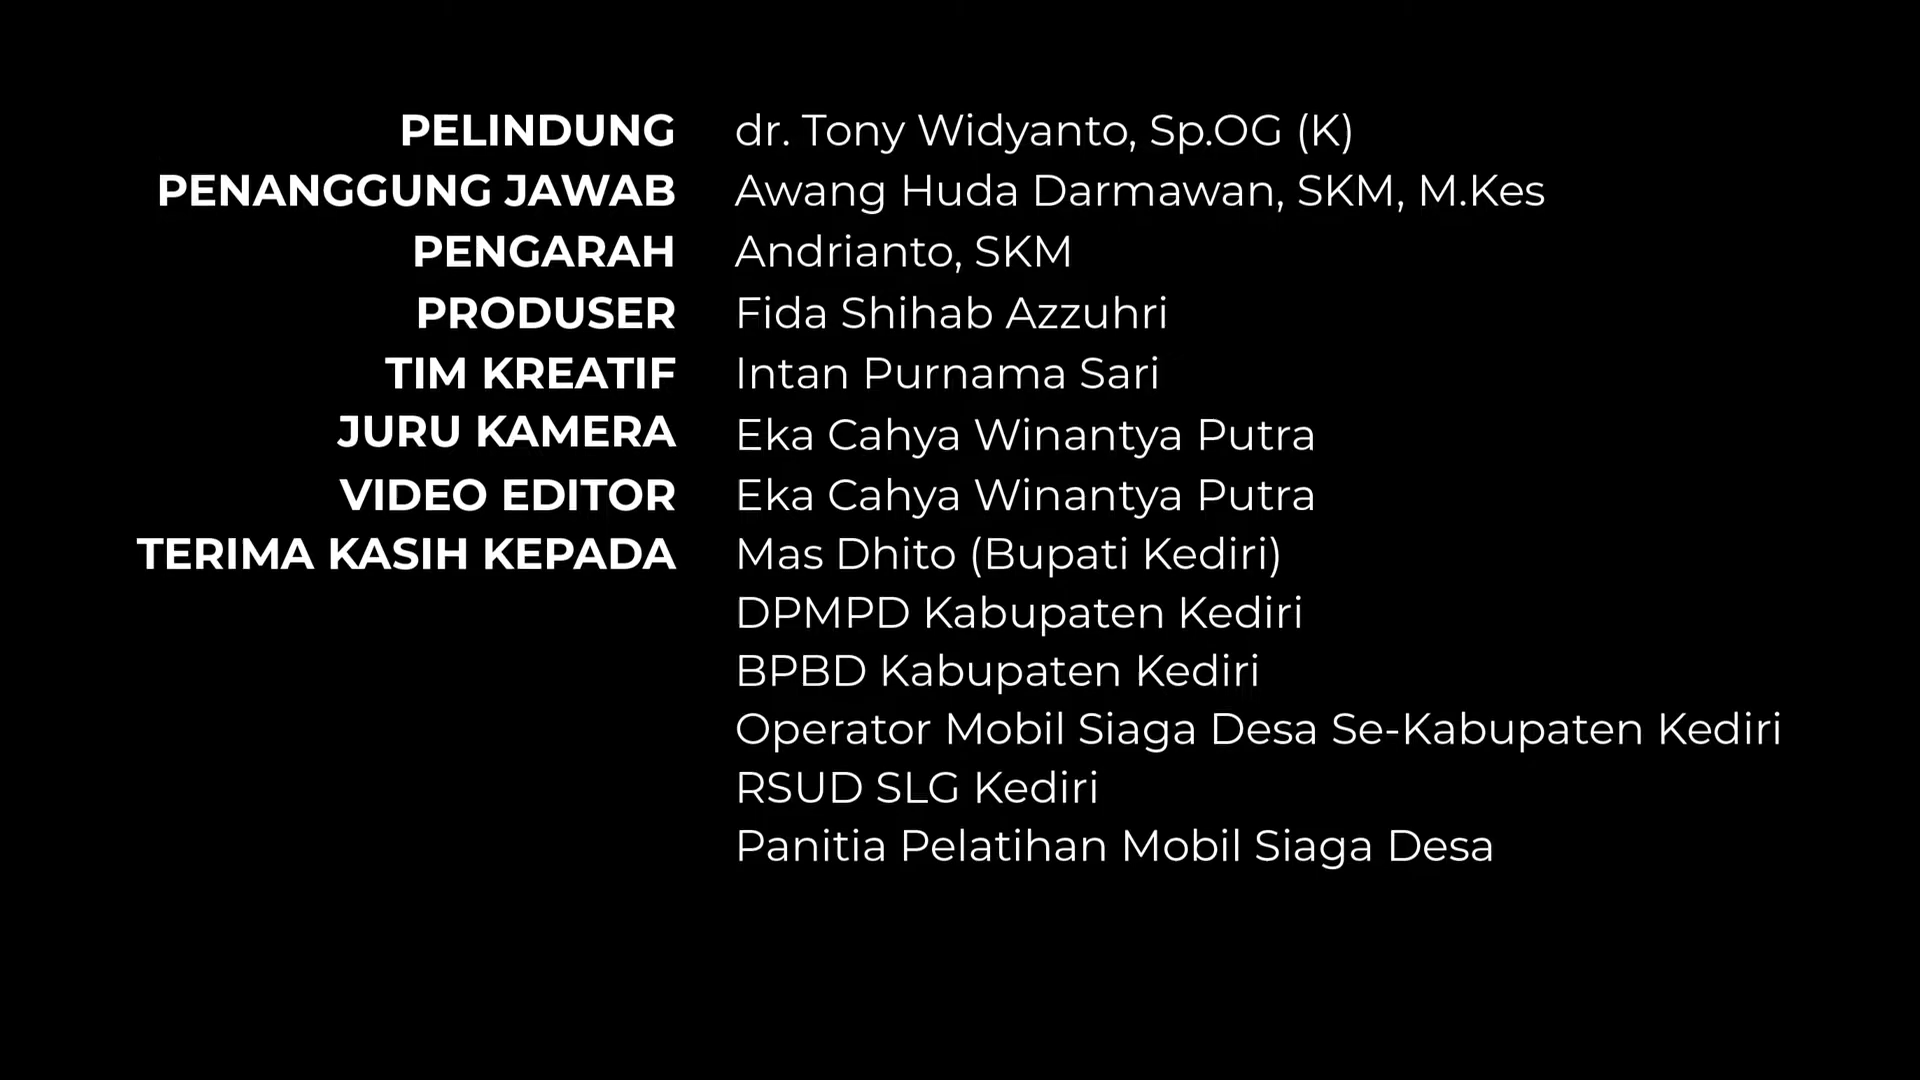 PELINDUNG dr. Tony Widyanto, Sp.OG (K)
PENANGGUNG JAWAB Awang Huda Darmawan, SKM, M.Kes
PENGARAH Andrianto, SKM
PRODUSER Fida Shihab Azzuhri
TIM KREATIF Intan Purnama Sari
JURU KAMERA Eka Cahya Winantya Putra
VIDEO EDITOR Eka Cahya Winantya Putra
TERIMA KASIH KEPADA Mas Dhito (Bupati Kediri)
DPMPD Kabupaten Kediri
BPBD Kabupaten Kediri
Operator Mobil Siaga Desa Se-Kabupaten Kediri
RSUD SLG Kediri
Panitia Pelatihan Mobil Siaga Desa